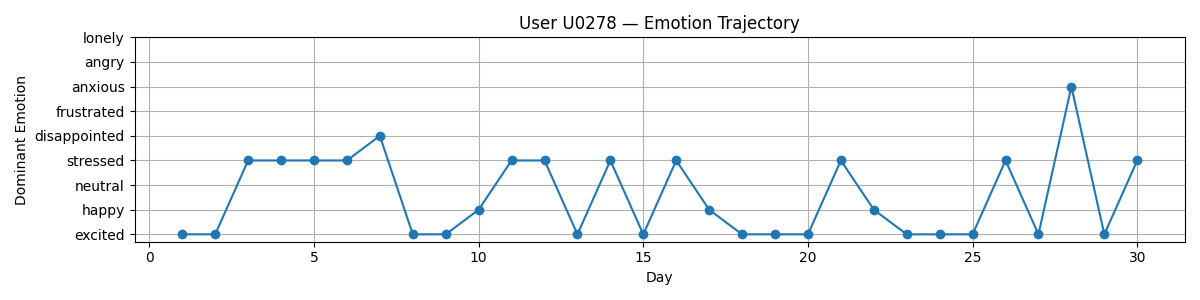 User U0278 — Emotion Trajectory
Dominant Emotion
lonely
angry
anxious
frustrated
disappointed
stressed
neutral
happy
excited
0 5 10 15 20 25 30
Day